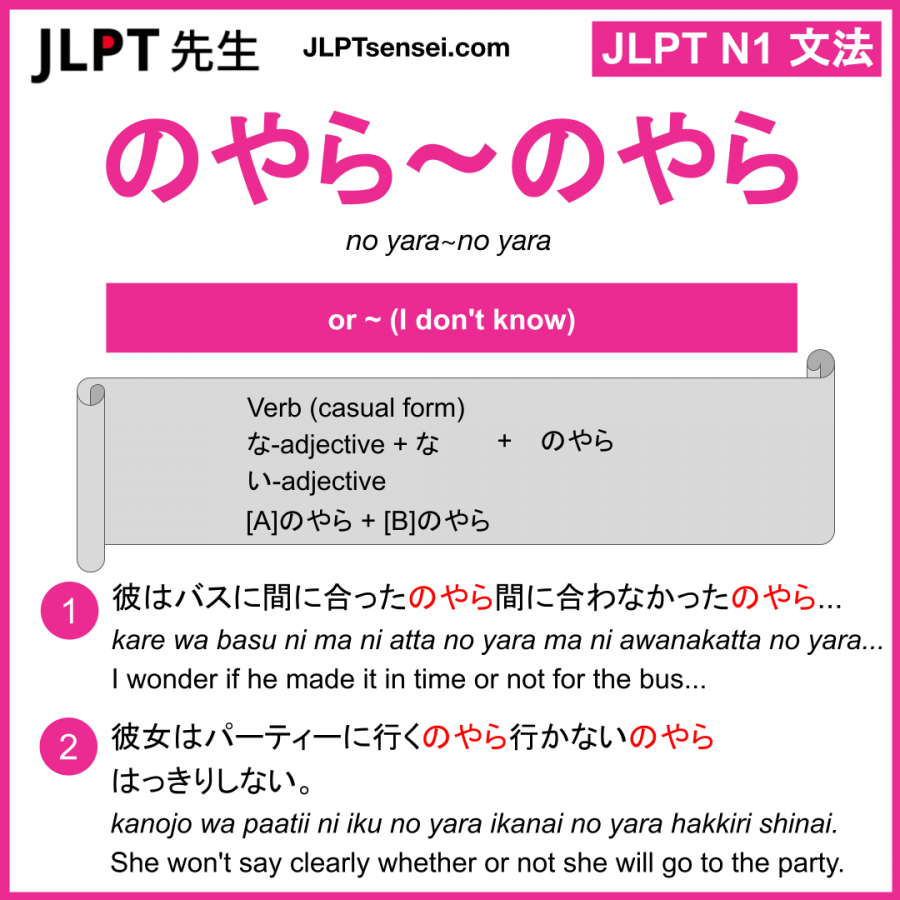 JLPT 先生
JLPTsensei.com
JLPT N1 文法
のやら～のやら
no yara~no yara
or ~ (I don't know)
Verb (casual form)
な-adjective + な + のやら
い-adjective
[A]のやら + [B]のやら
1 彼はバスに間に合ったのやら間に合わなかったのやら...
kare wa basu ni ma ni atta no yara ma ni awanakatta no yara...
I wonder if he made it in time or not for the bus...
2 彼女はパーティーに行くのやら行かないのやら
はっきりしない。
kanojo wa paatii ni iku no yara ikanai no yara hakkiri shinai.
She won't say clearly whether or not she will go to the party.